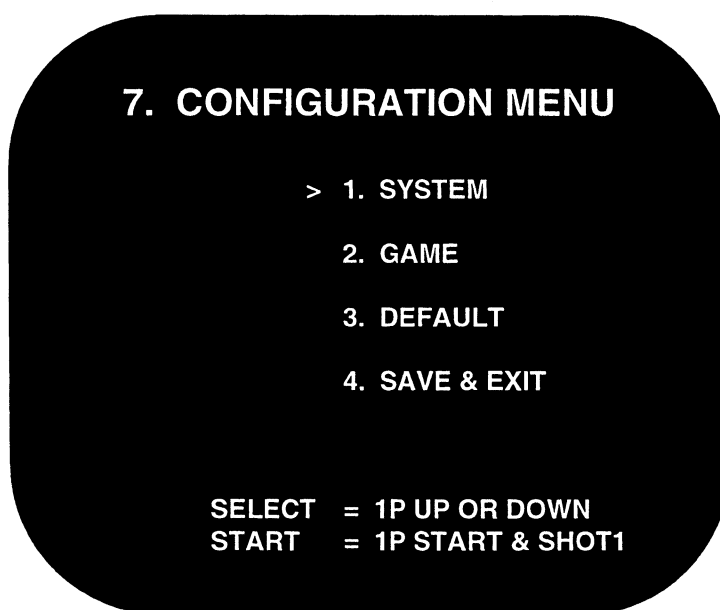 7. CONFIGURATION MENU
> 1. SYSTEM
2. GAME
3. DEFAULT
4. SAVE & EXIT
SELECT = 1P UP OR DOWN
START = 1P START & SHOT1